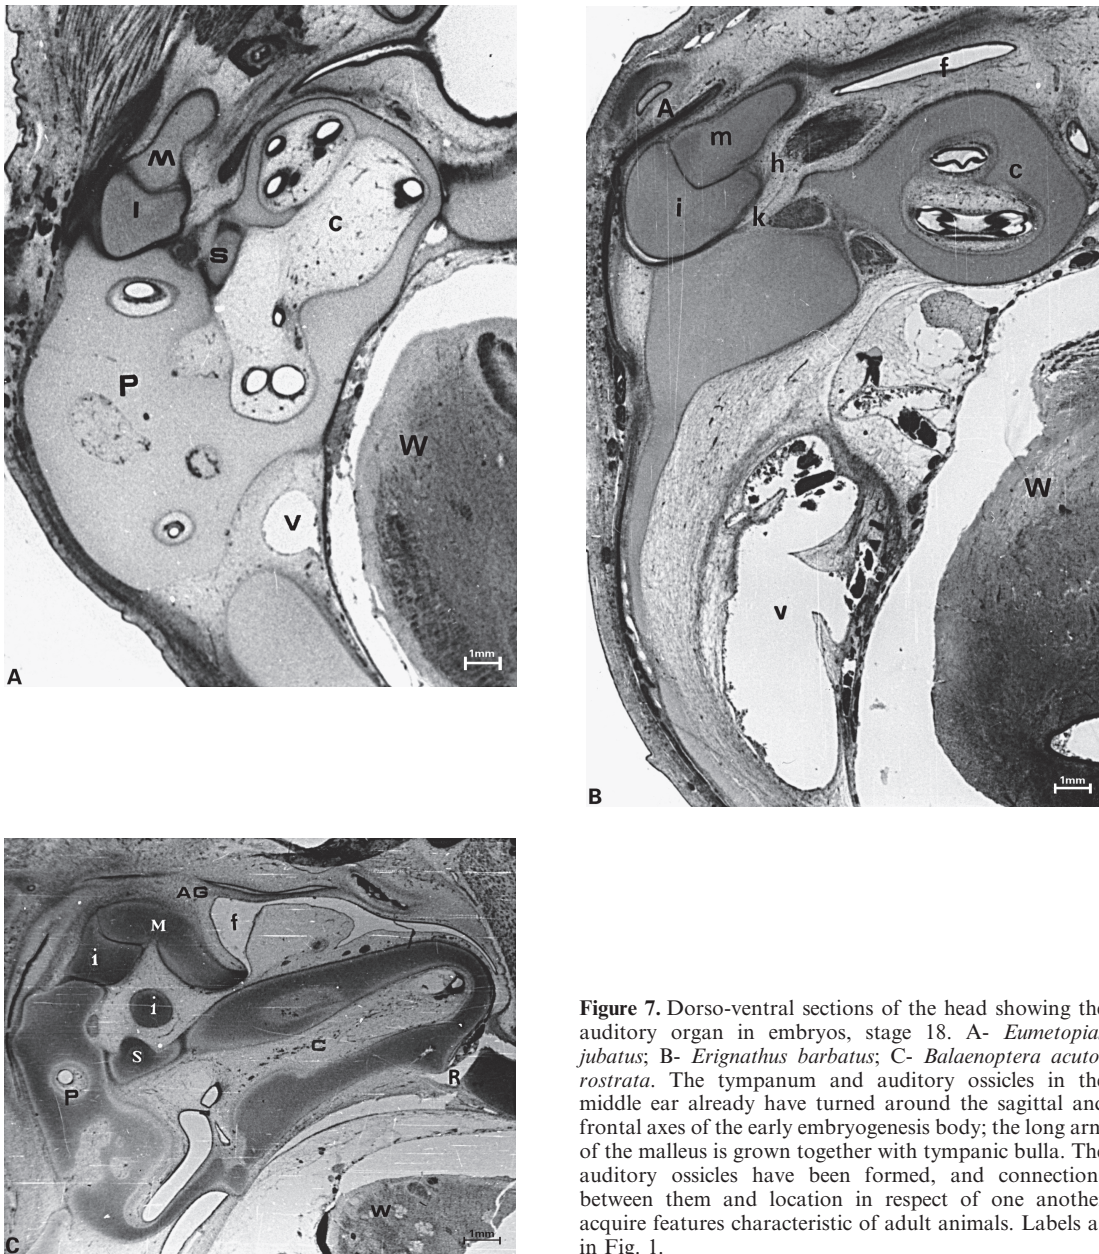 M
I
S
c
P
W
V
1mm
A
f
A
m
h
c
i
k
W
v
1mm
B
AG
M
f
i
i
C
S
R
P
W
1mm
C
Figure 7. Dorso-ventral sections of the head showing the
auditory organ in embryos, stage 18. A- Eumetopia
jubatus; B- Erignathus barbatus; C- Balaenoptera acuto
rostrata. The tympanum and auditory ossicles in the
middle ear already have turned around the sagittal and
frontal axes of the early embryogenesis body; the long arm
of the malleus is grown together with tympanic bulla. The
auditory ossicles have been formed, and connection
between them and location in respect of one anothe
acquire features characteristic of adult animals. Labels a
in Fig. 1.